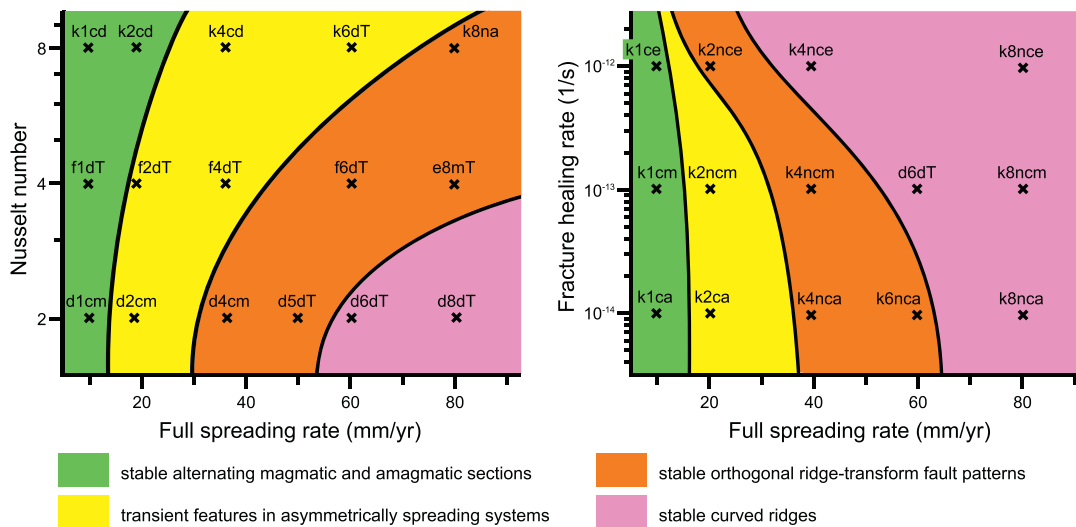 k1cd k2cd k4cd k6dT k8na
8
f1dT f2dT f4dT f6dT e8mT
4
d1cm d2cm d4cm d5dT d6dT d8dT
2
Nusselt number
20 40 60 80
Full spreading rate (mm/yr)
k1ce k2nce k4nce k8nce
10-12
k1cm k2ncm k4ncm d6dT k8ncm
10-13
k1ca k2ca k4nca k6nca k8nca
10-14
Fracture healing rate (1/s)
20 40 60 80
Full spreading rate (mm/yr)
stable alternating magmatic and amagmatic sections
stable orthogonal ridge-transform fault patterns
transient features in asymmetrically spreading systems
stable curved ridges